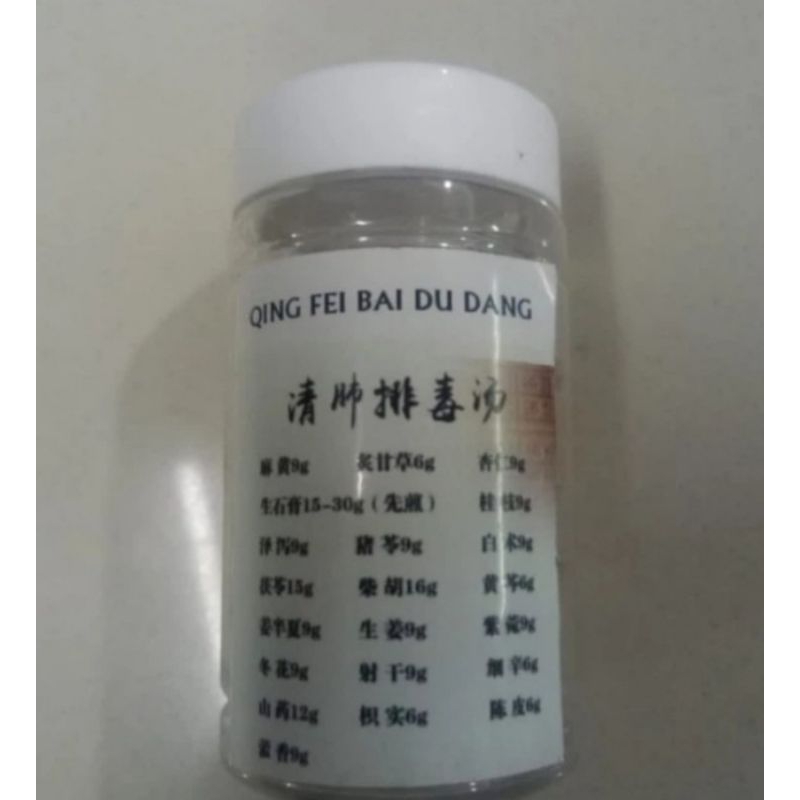 QING FEI BAI DU DANG
清肺排毒汤
麻黄9g 炙甘草6g 杏仁9g
生石膏15-30g（先煎） 桂枝9g
泽泻9g 猪苓9g 白术9g
茯苓15g 柴胡16g 黄芩6g
姜半夏9g 生姜9g 紫菀9g
冬花9g 射干9g 细辛6g
山药12g 枳实6g 陈皮6g
藿香9g